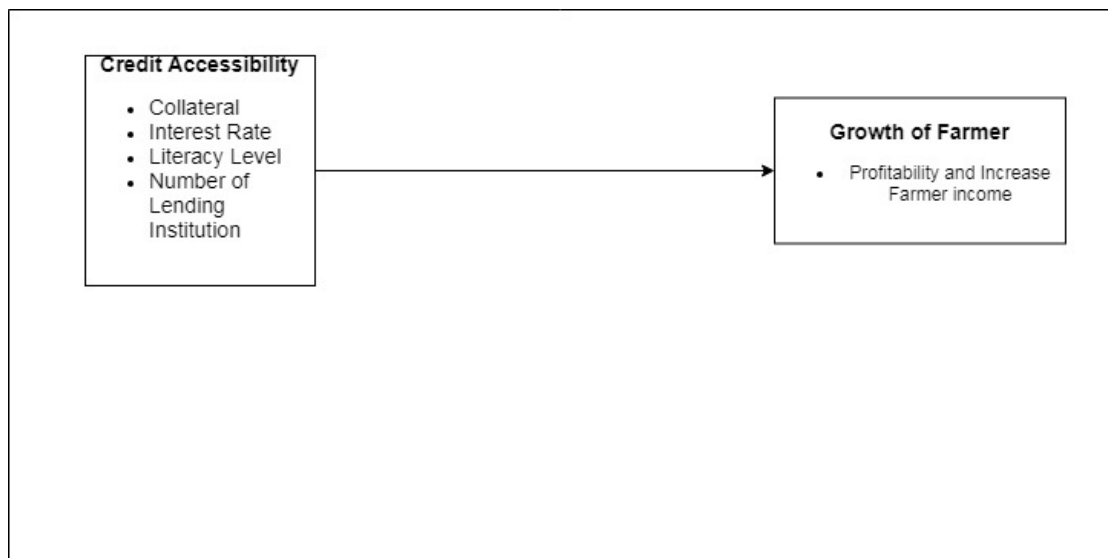 Credit Accessibility
• Collateral
• Interest Rate
• Literacy Level
• Number of
Lending
Institution
Growth of Farmer
• Profitability and Increase
Farmer income